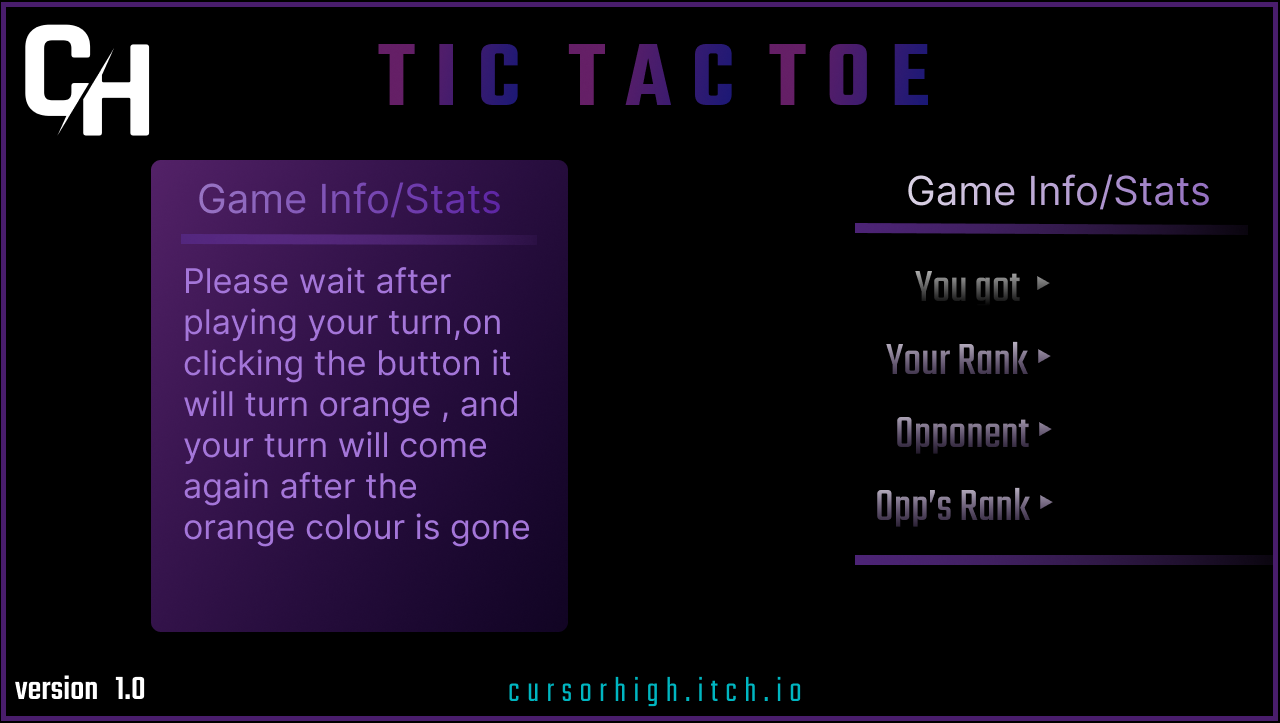 CH
TIC TAC TOE
Game Info/Stats
Please wait after
playing your turn,on
clicking the button it
will turn orange , and
your turn will come
again after the
orange colour is gone
Game Info/Stats
You got ▸
Your Rank ▸
Opponent ▸
Opp's Rank ▸
version 1.0
cursorhigh.itch.io